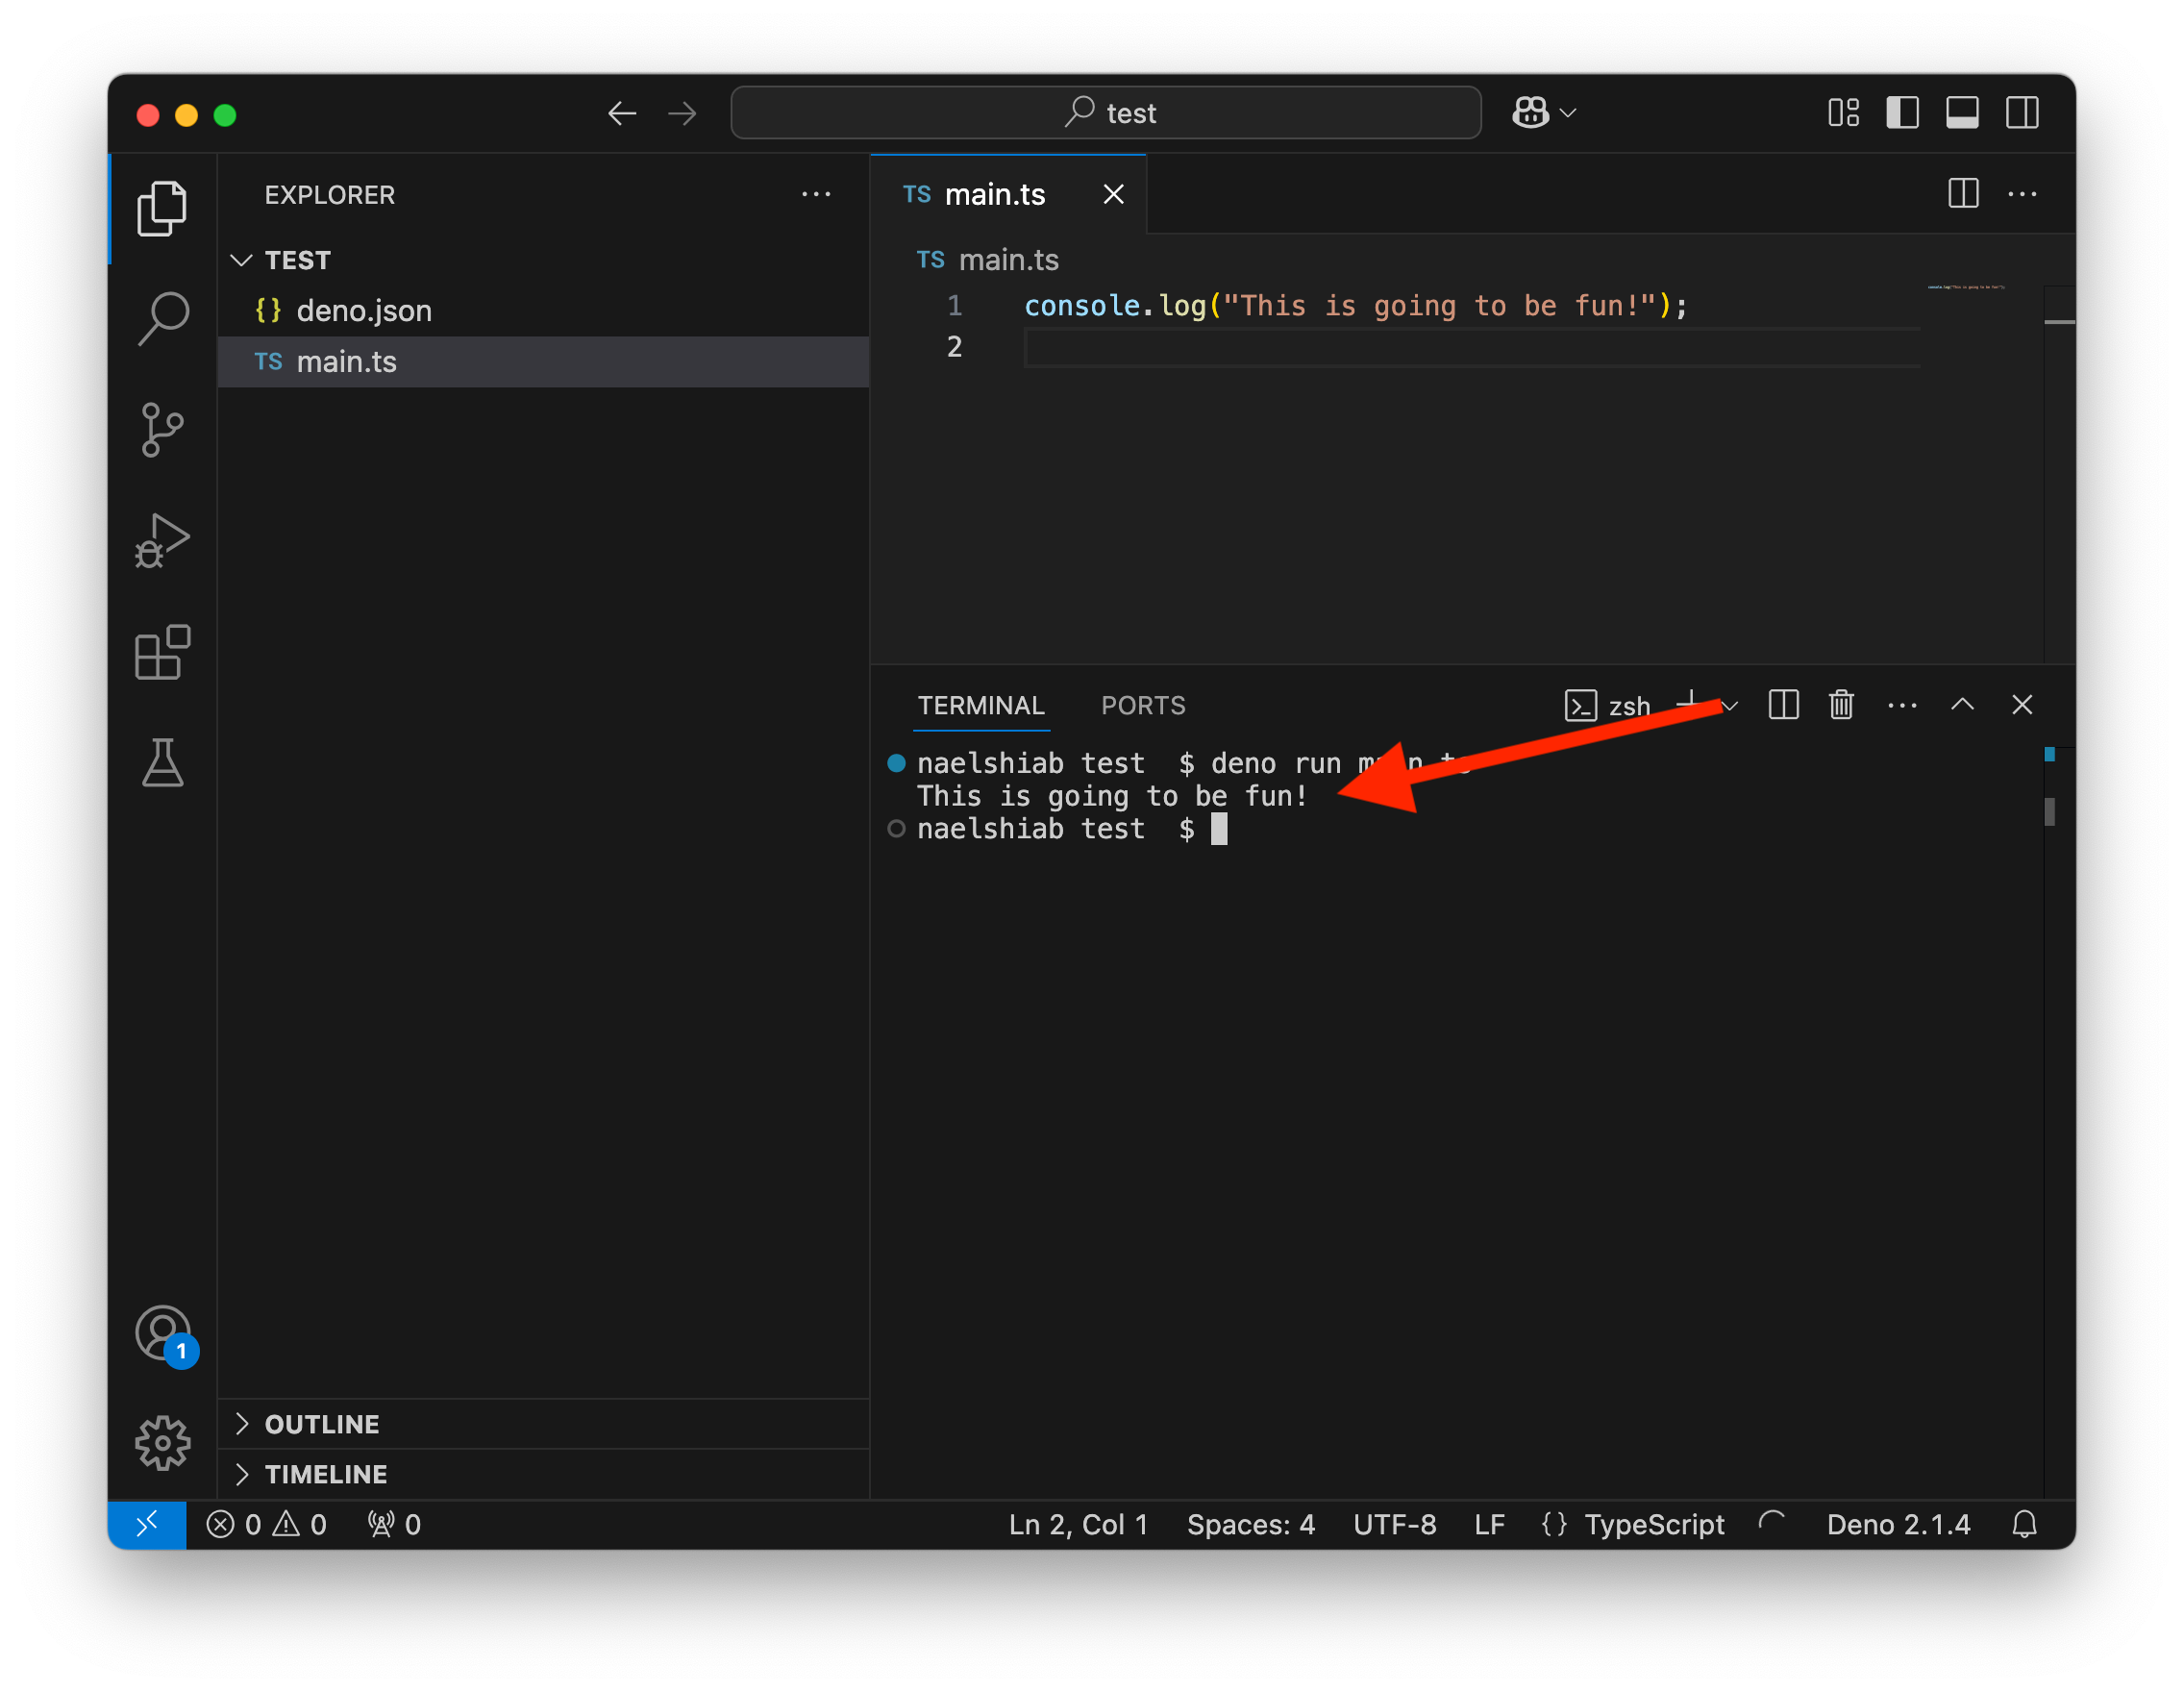 test
EXPLORER
TEST
{} deno.json
TS main.ts
TS main.ts
TS main.ts
1 console.log("This is going to be fun!");
2
TERMINAL PORTS zsh
naelshiab test $ deno run main.ts
This is going to be fun!
naelshiab test $
1
OUTLINE
TIMELINE
0 0 0 Ln 2, Col 1 Spaces: 4 UTF-8 LF {} TypeScript Deno 2.1.4